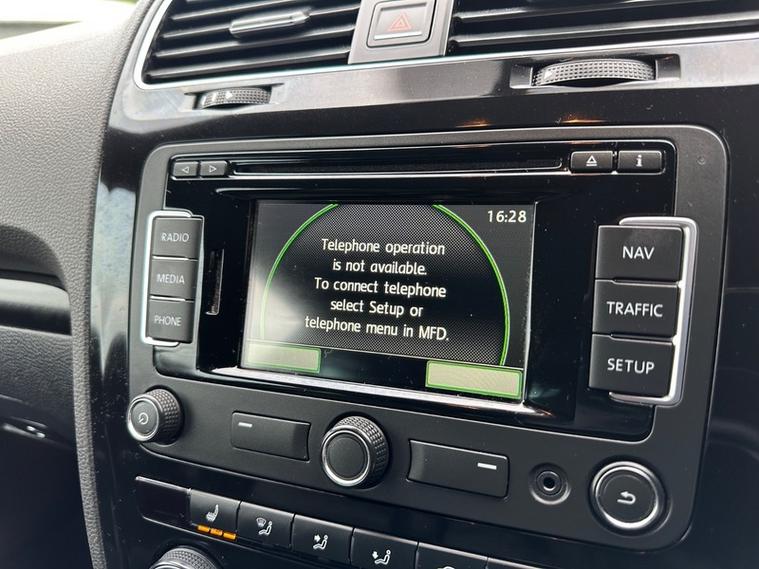 16:28
Telephone operation
is not available.
To connect telephone
select Setup or
telephone menu in MFD.
RADIO
MEDIA
PHONE
NAV
TRAFFIC
SETUP
i